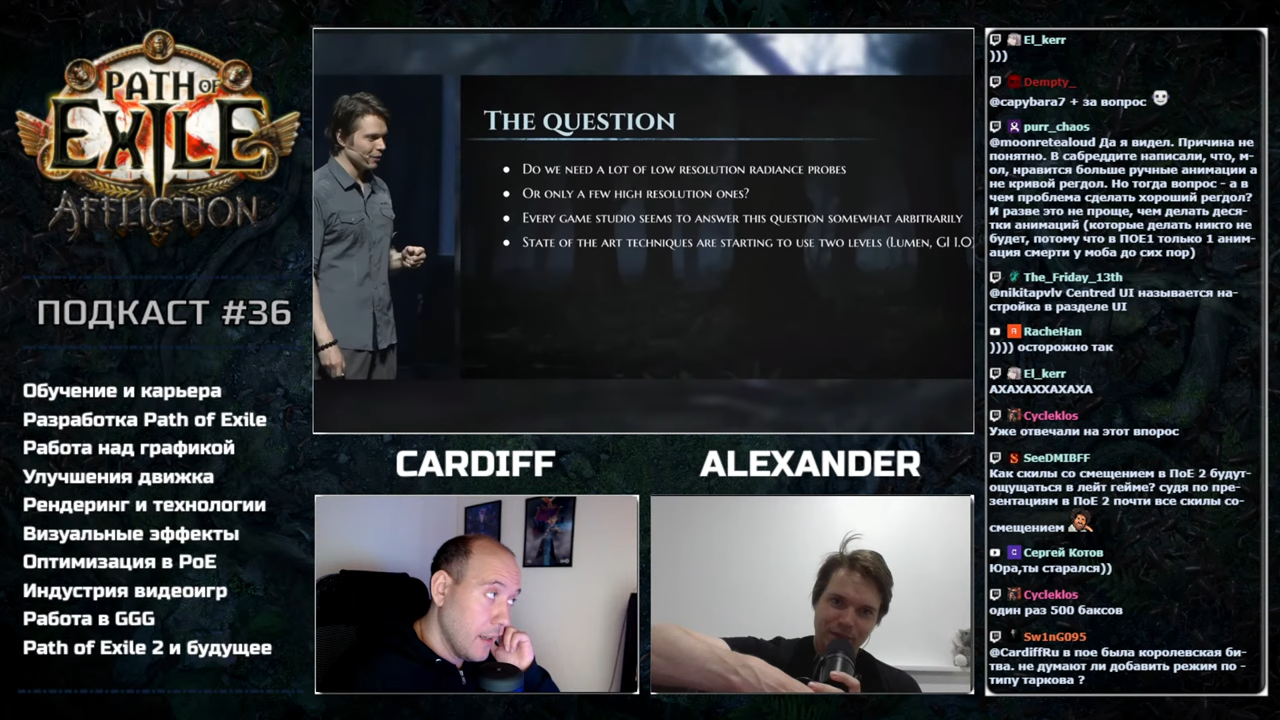 PATH OF
EXILE
AFFLICTION
ПОДКАСТ #36
Обучение и карьера
Разработка Path of Exile
Работа над графикой
Улучшения движка
Рендеринг и технологии
Визуальные эффекты
Оптимизация в PoE
Индустрия видеоигр
Работа в GGG
Path of Exile 2 и будущее
THE QUESTION
DO WE NEED A LOT OF LOW RESOLUTION RADIANCE PROBES
OR ONLY A FEW HIGH RESOLUTION ONES?
EVERY GAME STUDIO SEEMS TO ANSWER THIS QUESTION SOMEWHAT ARBITRARILY
STATE OF THE ART TECHNIQUES ARE STARTING TO USE TWO LEVELS (LUMEN, GI 1.0
CARDIFF
ALEXANDER
El_kerr
)))
Dempty_
@capybara7 + за вопрос
purr_chaos
@moonretealoud Да я видел. Причина не
понятно. В сабреддите написали, что, м-
ол, нравится больше ручные анимации а
не кривой регдол. Но тогда вопрос - а в
чем проблема сделать хороший регдол?
И разве это не проще, чем делать деся-
тки анимаций (которые делать никто не
будет, потому что в ПОЕ1 только 1 аним-
ация смерти у моба до сих пор)
The_Friday_13th
@nikitapvlv Centred UI называется на-
стройка в разделе UI
RacheHan
)))) осторожно так
El_kerr
АХАХАХХАХАХА
Cycleklos
Уже отвечали на этот впорос
SeeDMIBFF
Как скилы со смещением в ПоЕ 2 будут-
ощущаться в лейт гейме? судя по пре-
зентациям в ПоЕ 2 почти все скилы со-
смещением
Сергей Котов
Юра,ты старался))
Cycleklos
один раз 500 баксов
Sw1nG095
@CardiffRu в пое была королевская би-
тва. не думают ли добавить режим по -
типу таркова ?